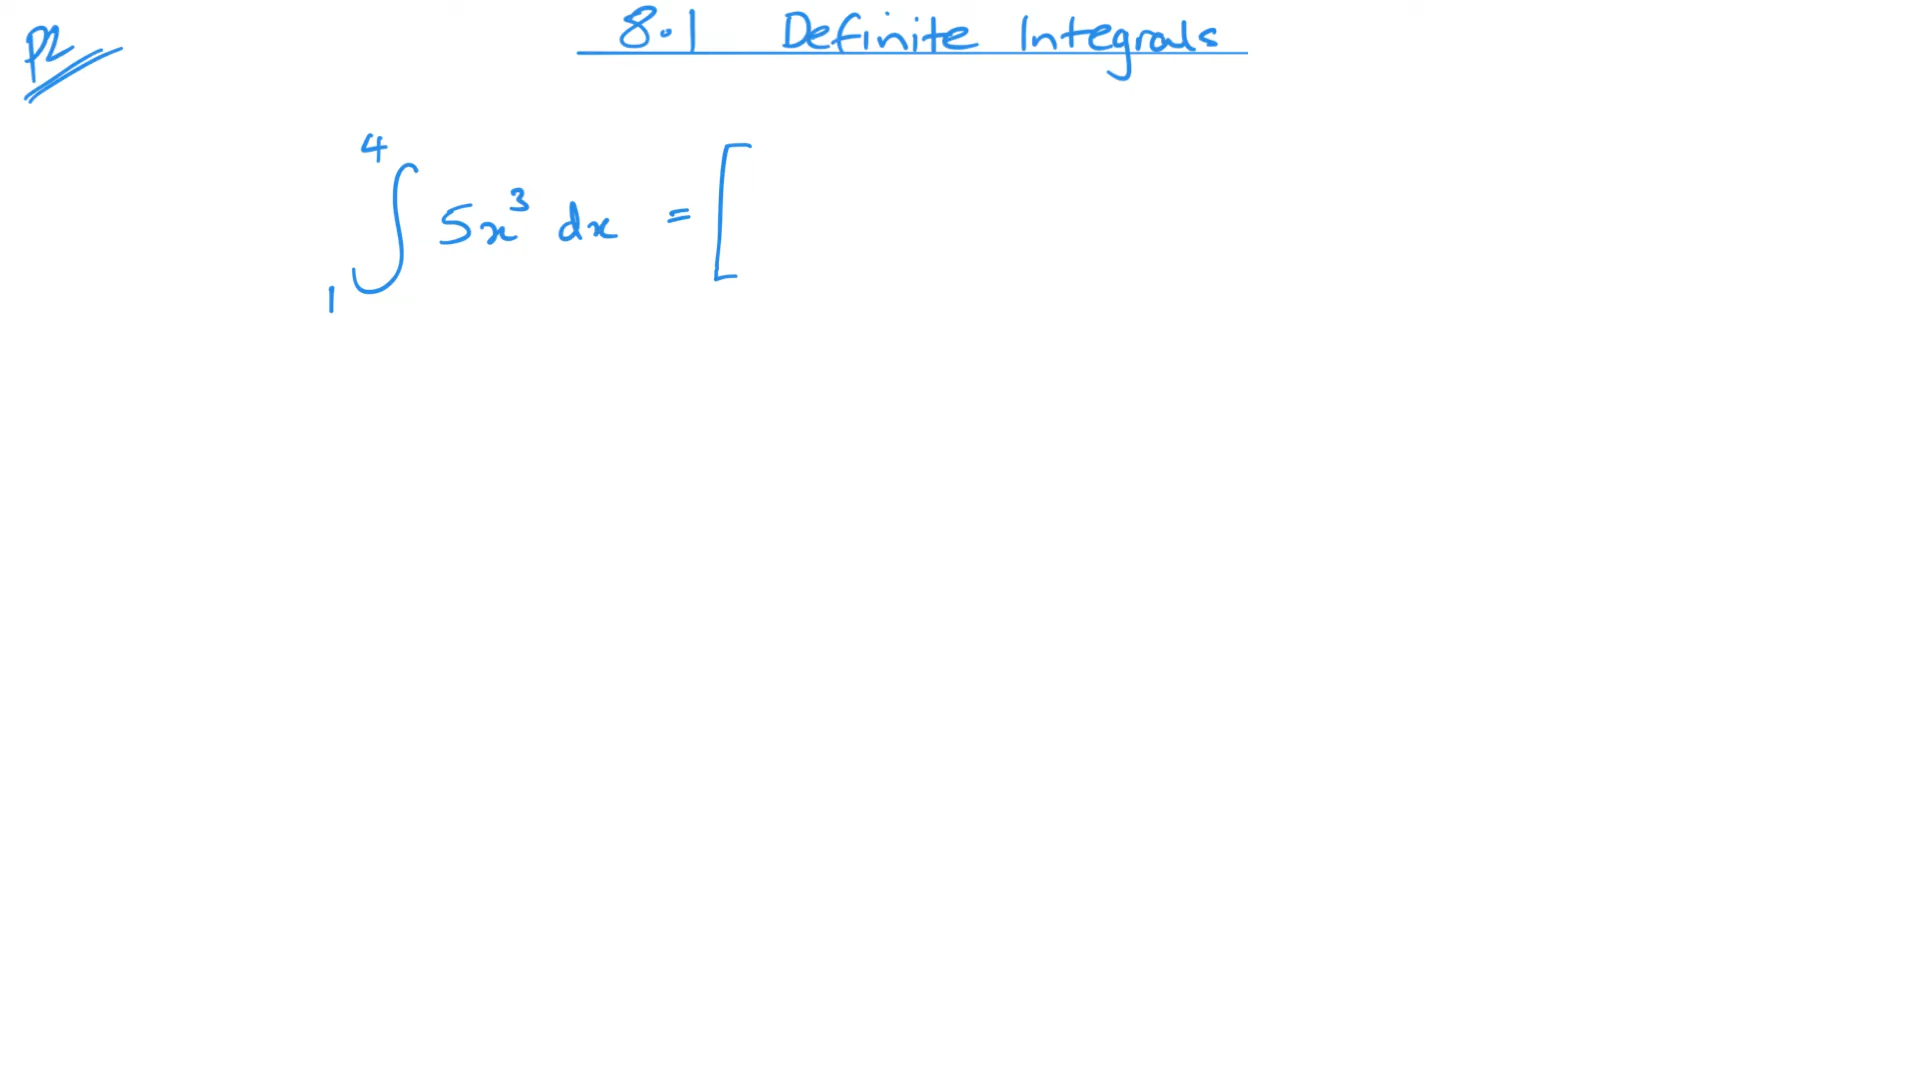 P2
8.1 Definite Integrals
₁∫⁴ 5x³ dx = [